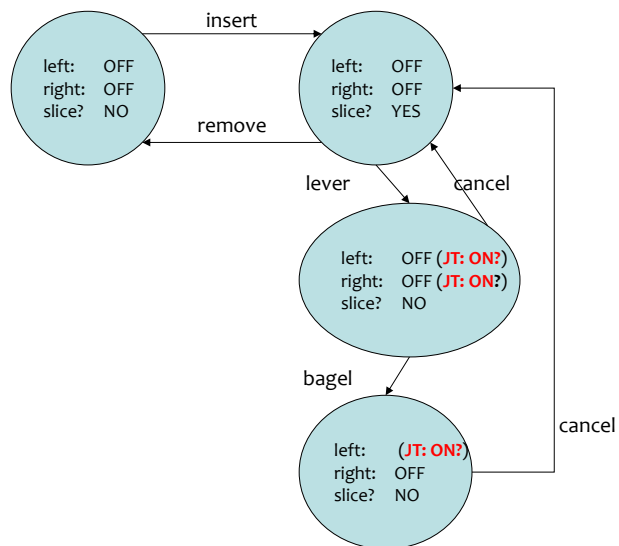 insert
left: OFF
right: OFF
slice? NO
left: OFF
right: OFF
slice? YES
remove
lever
cancel
left: OFF (JT: ON?)
right: OFF (JT: ON?)
slice? NO
bagel
cancel
left: (JT: ON?)
right: OFF
slice? NO